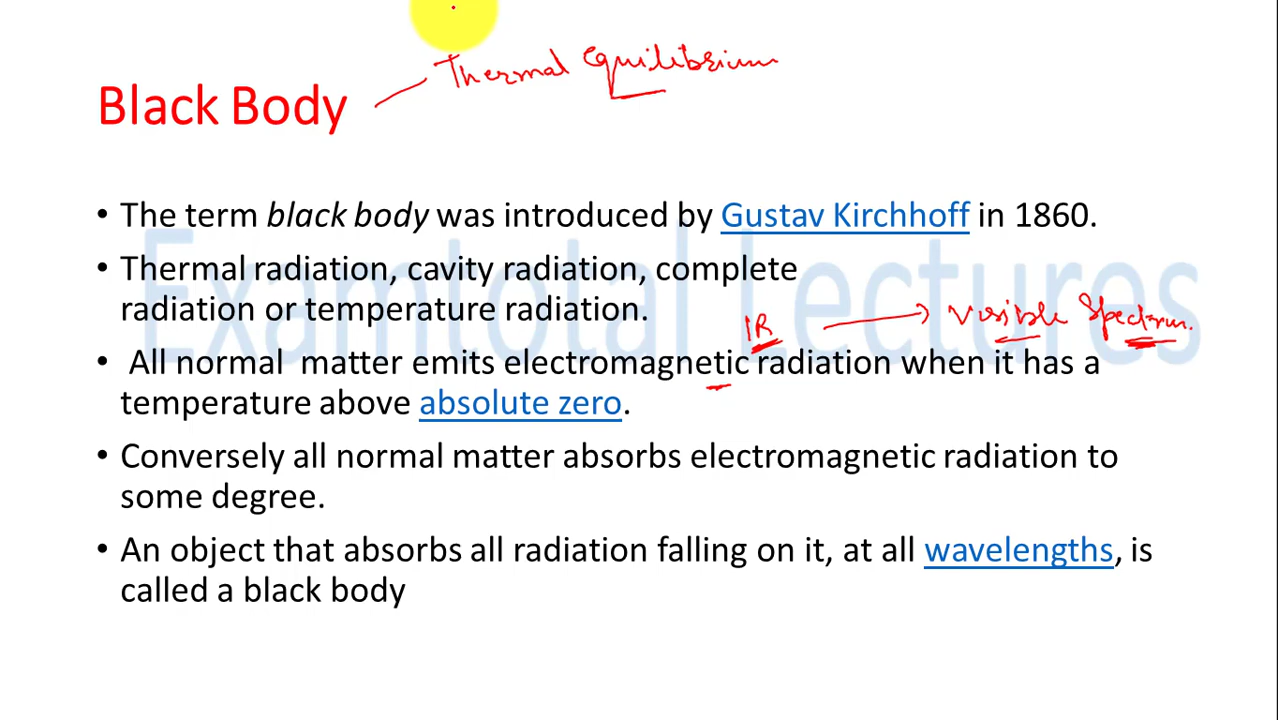 Thermal Equilibrium
Black Body
• The term black body was introduced by Gustav Kirchhoff in 1860.
• Thermal radiation, cavity radiation, complete
radiation or temperature radiation.
IR → Visible Spectrum.
• All normal matter emits electromagnetic radiation when it has a
temperature above absolute zero.
• Conversely all normal matter absorbs electromagnetic radiation to
some degree.
• An object that absorbs all radiation falling on it, at all wavelengths, is
called a black body
Examtotal Lectures